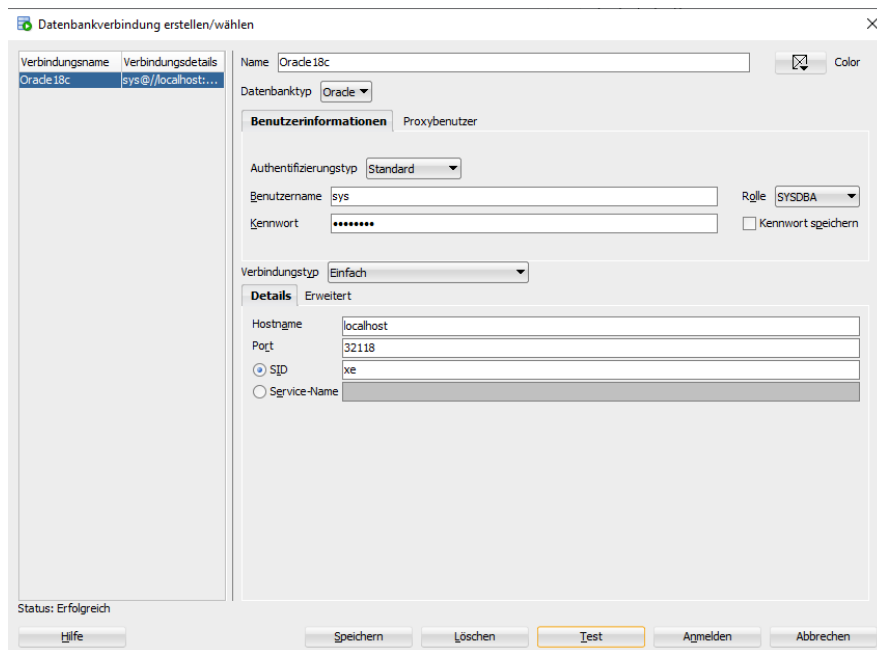 Datenbankverbindung erstellen/wählen
Verbindungsname Verbindungsdetails
Oracle18c sys@//localhost:...
Name Oracle18c Color
Datenbanktyp Oracle
Benutzerinformationen Proxybenutzer
Authentifizierungstyp Standard
Benutzername sys Rolle SYSDBA
Kennwort •••••••• Kennwort speichern
Verbindungstyp Einfach
Details Erweitert
Hostname localhost
Port 32118
SID xe
Service-Name
Status: Erfolgreich
Hilfe Speichern Löschen Test Anmelden Abbrechen